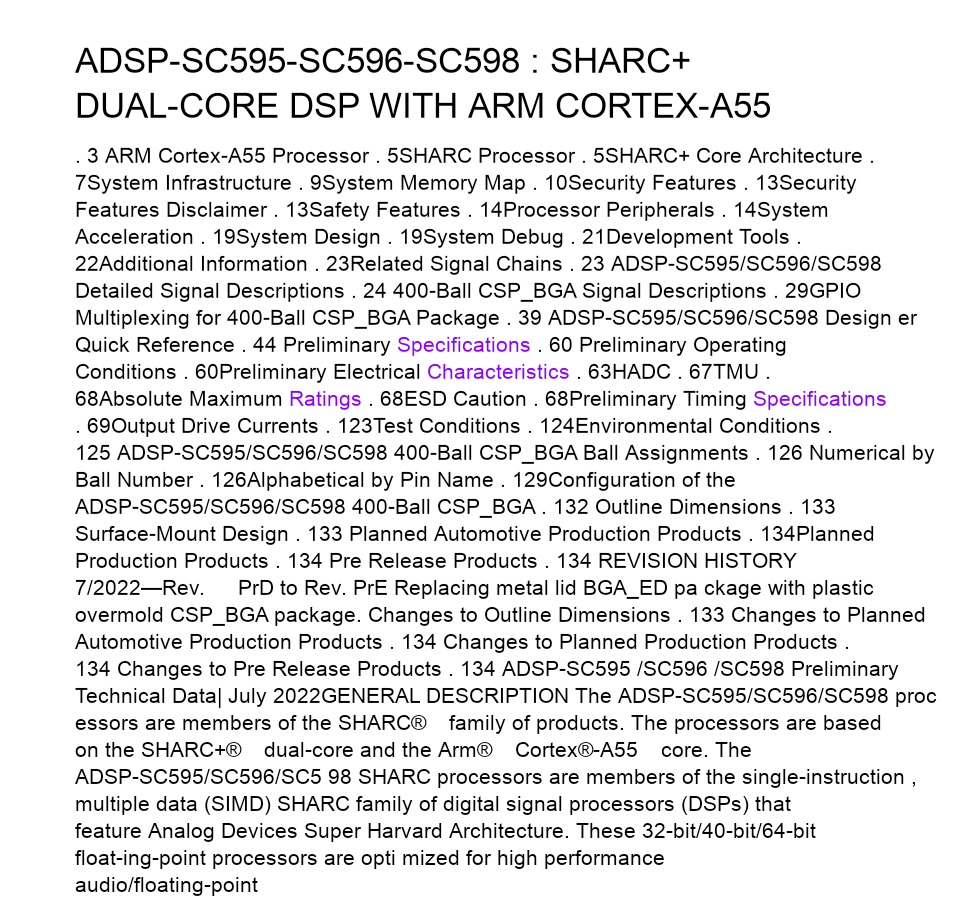 ADSP-SC595-SC596-SC598 : SHARC+
DUAL-CORE DSP WITH ARM CORTEX-A55
. 3 ARM Cortex-A55 Processor . 5SHARC Processor . 5SHARC+ Core Architecture .
7System Infrastructure . 9System Memory Map . 10Security Features . 13Security
Features Disclaimer . 13Safety Features . 14Processor Peripherals . 14System
Acceleration . 19System Design . 19System Debug . 21Development Tools .
22Additional Information . 23Related Signal Chains . 23 ADSP-SC595/SC596/SC598
Detailed Signal Descriptions . 24 400-Ball CSP_BGA Signal Descriptions . 29GPIO
Multiplexing for 400-Ball CSP_BGA Package . 39 ADSP-SC595/SC596/SC598 Design er
Quick Reference . 44 Preliminary Specifications . 60 Preliminary Operating
Conditions . 60Preliminary Electrical Characteristics . 63HADC . 67TMU .
68Absolute Maximum Ratings . 68ESD Caution . 68Preliminary Timing Specifications
. 69Output Drive Currents . 123Test Conditions . 124Environmental Conditions .
125 ADSP-SC595/SC596/SC598 400-Ball CSP_BGA Ball Assignments . 126 Numerical by
Ball Number . 126Alphabetical by Pin Name . 129Configuration of the
ADSP-SC595/SC596/SC598 400-Ball CSP_BGA . 132 Outline Dimensions . 133
Surface-Mount Design . 133 Planned Automotive Production Products . 134Planned
Production Products . 134 Pre Release Products . 134 REVISION HISTORY
7/2022—Rev. PrD to Rev. PrE Replacing metal lid BGA_ED pa ckage with plastic
overmold CSP_BGA package. Changes to Outline Dimensions . 133 Changes to Planned
Automotive Production Products . 134 Changes to Planned Production Products .
134 Changes to Pre Release Products . 134 ADSP-SC595 /SC596 /SC598 Preliminary
Technical Data| July 2022GENERAL DESCRIPTION The ADSP-SC595/SC596/SC598 proc
essors are members of the SHARC® family of products. The processors are based
on the SHARC+® dual-core and the Arm® Cortex®-A55 core. The
ADSP-SC595/SC596/SC5 98 SHARC processors are members of the single-instruction ,
multiple data (SIMD) SHARC family of digital signal processors (DSPs) that
feature Analog Devices Super Harvard Architecture. These 32-bit/40-bit/64-bit
float-ing-point processors are opti mized for high performance
audio/floating-point